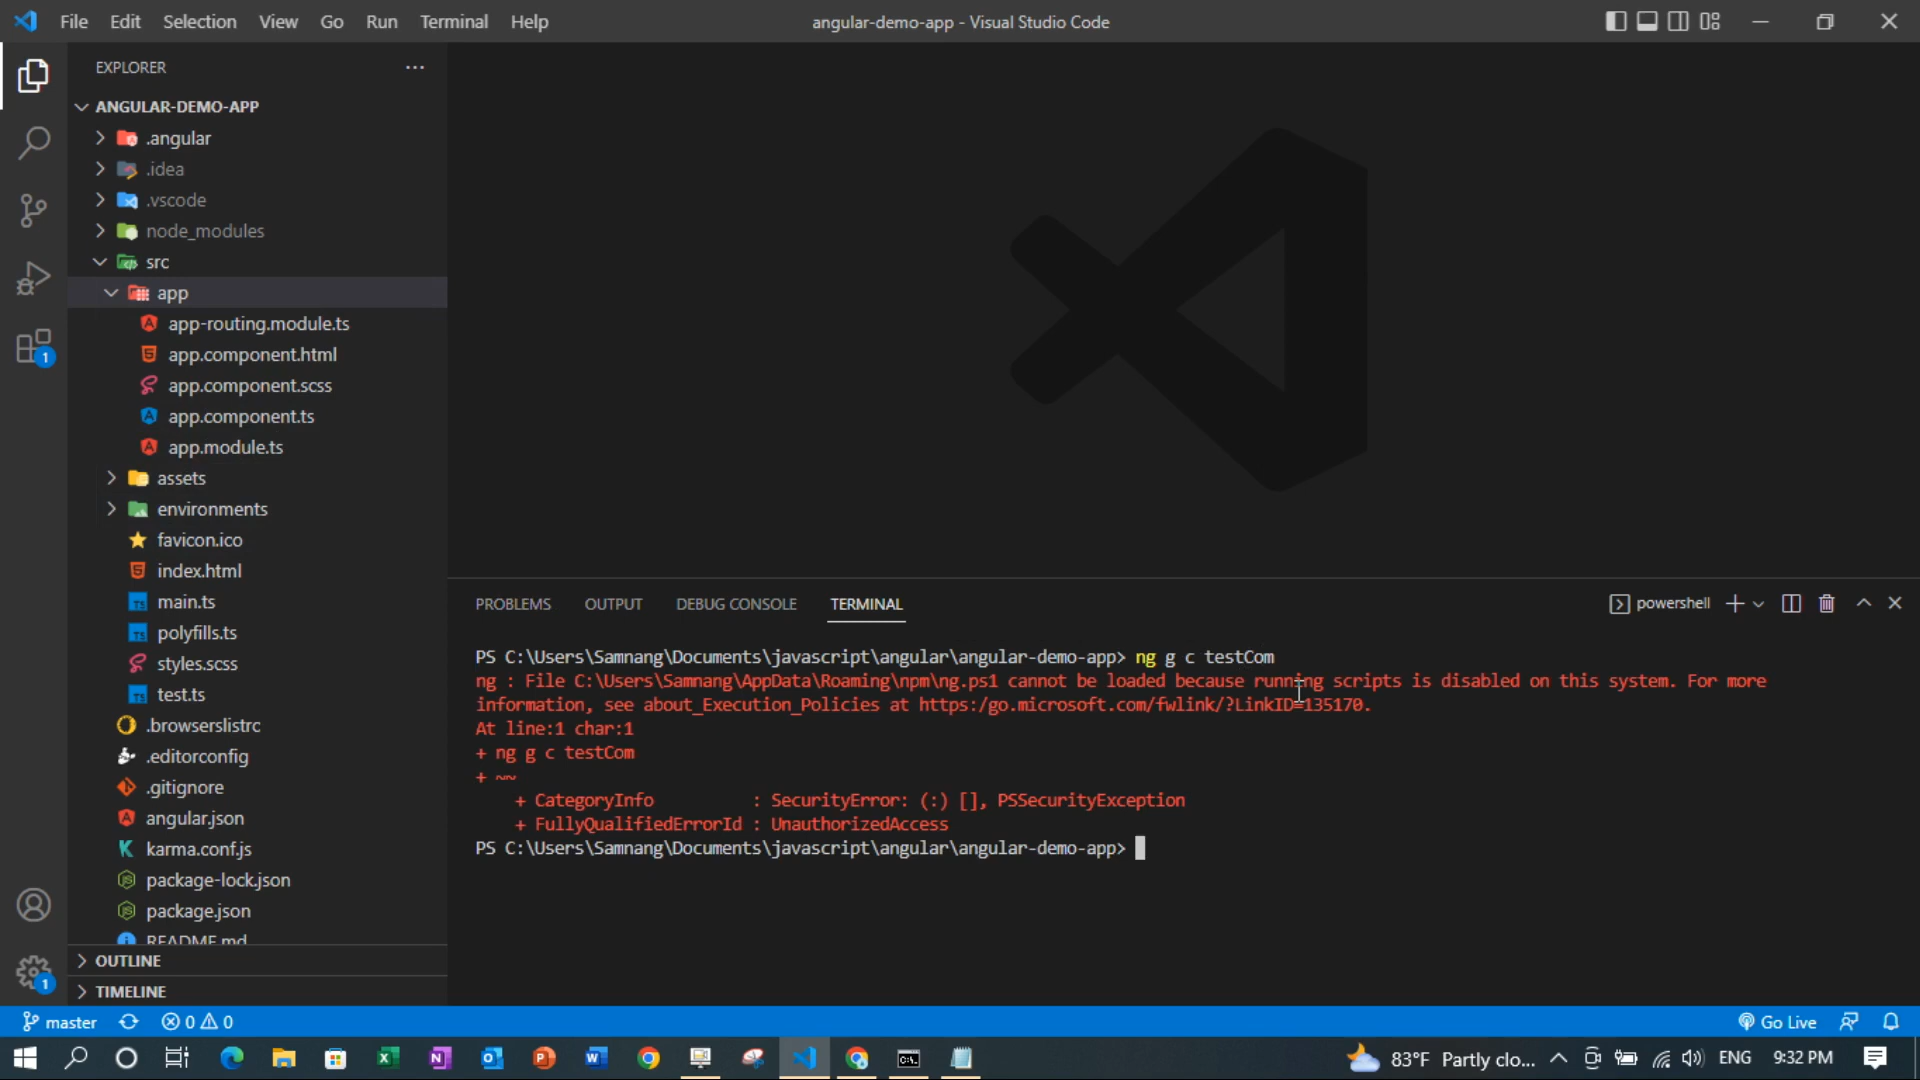 File Edit Selection View Go Run Terminal Help
angular-demo-app - Visual Studio Code
EXPLORER
ANGULAR-DEMO-APP
.angular
.idea
.vscode
node_modules
src
app
app-routing.module.ts
app.component.html
app.component.scss
app.component.ts
app.module.ts
assets
environments
favicon.ico
index.html
main.ts
polyfills.ts
styles.scss
test.ts
.browserslistrc
.editorconfig
.gitignore
angular.json
karma.conf.js
package-lock.json
package.json
README.md
OUTLINE
TIMELINE
1
1
PROBLEMS OUTPUT DEBUG CONSOLE TERMINAL
powershell
PS C:\Users\Samnang\Documents\javascript\angular\angular-demo-app> ng g c testCom
ng : File C:\Users\Samnang\AppData\Roaming\npm\ng.ps1 cannot be loaded because running scripts is disabled on this system. For more
information, see about_Execution_Policies at https:/go.microsoft.com/fwlink/?LinkID=135170.
At line:1 char:1
+ ng g c testCom
+ ~~
+ CategoryInfo : SecurityError: (:) [], PSSecurityException
+ FullyQualifiedErrorId : UnauthorizedAccess
PS C:\Users\Samnang\Documents\javascript\angular\angular-demo-app>
master 0 0 Go Live
83°F Partly clo... ENG 9:32 PM